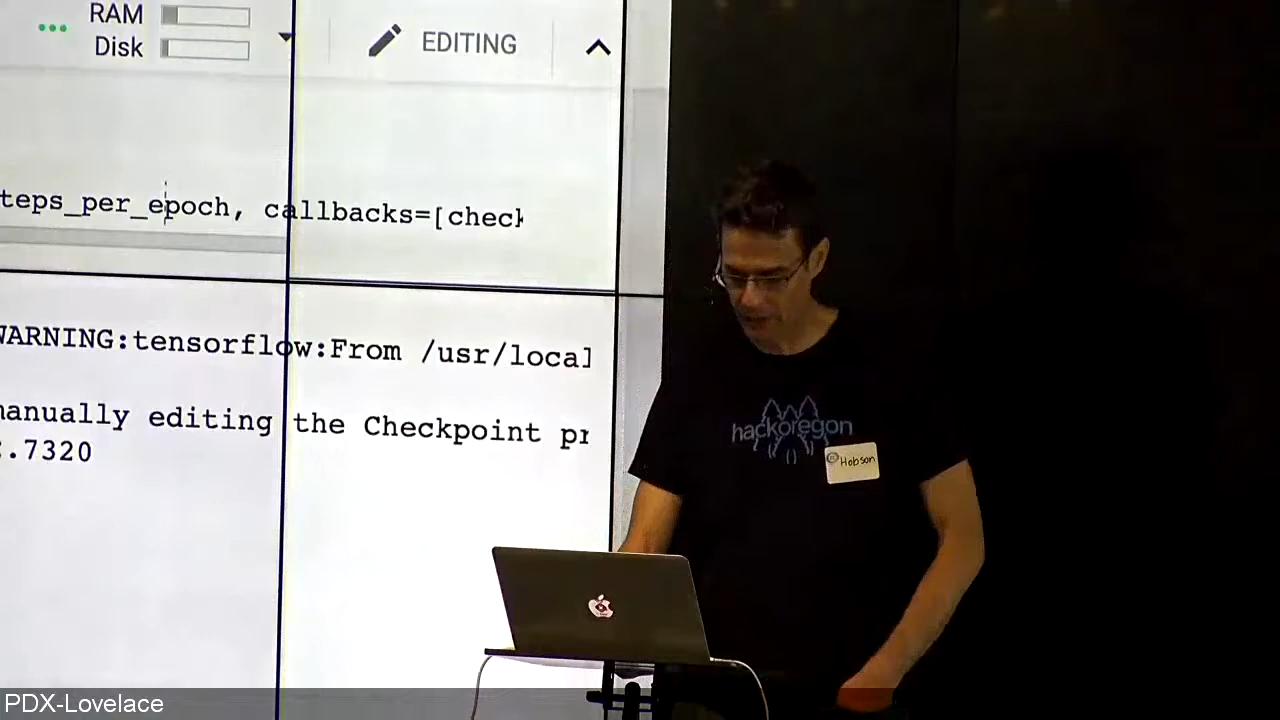 RAM
Disk
EDITING
teps_per_epoch, callbacks=[check
WARNING:tensorflow:From /usr/local
manually editing the Checkpoint pr
.7320
hackoregon
Hobson
PDX-Lovelace